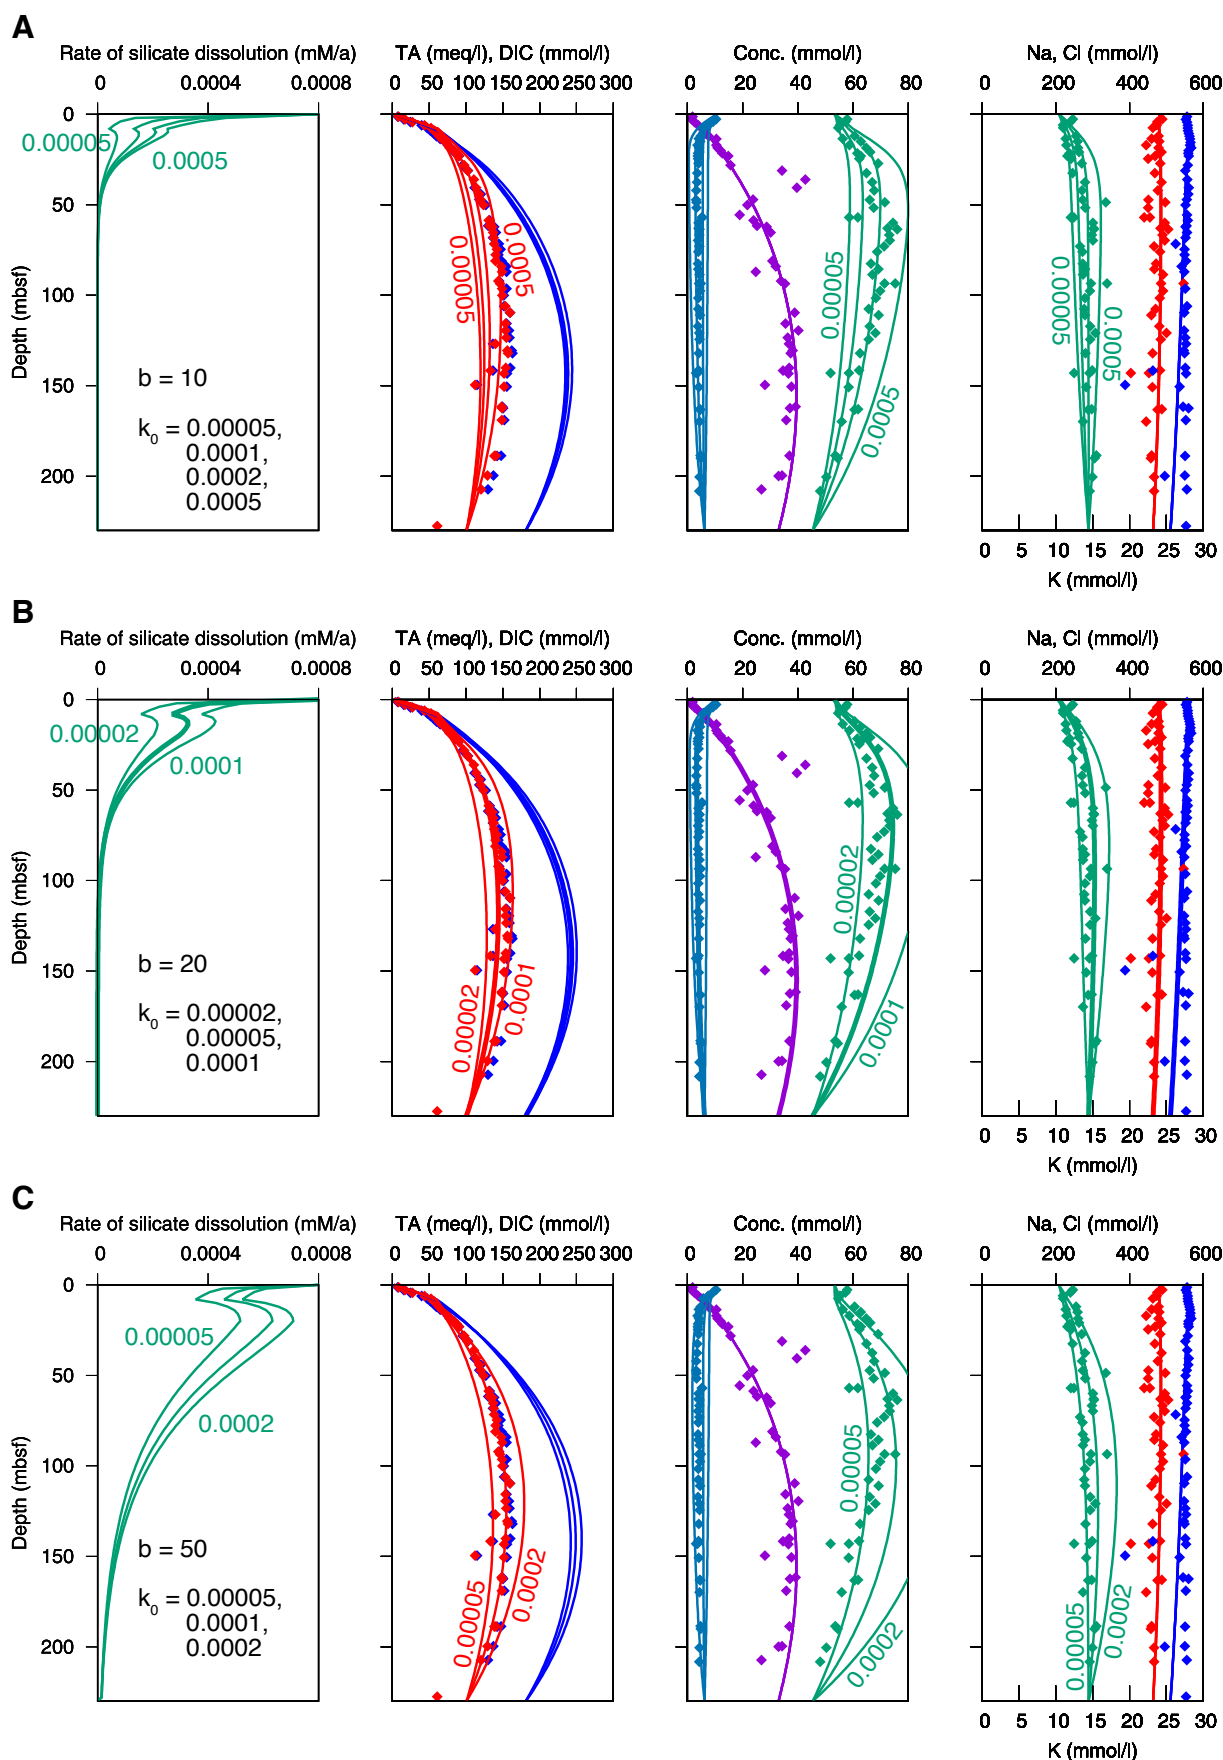 A
Rate of silicate dissolution (mM/a) TA (meq/l), DIC (mmol/l) Conc. (mmol/l) Na, Cl (mmol/l)
0 0.0004 0.0008 0 50 100 150 200 250 300 0 20 40 60 80 0 200 400 600
0
50
100
150
200
Depth (mbsf)
0.00005
0.0005
b = 10
k0 = 0.00005,
0.0001,
0.0002,
0.0005
0.00005
0.0005
0.00005
0.0005
0.00005
0.0005
0 5 10 15 20 25 30
K (mmol/l)
B
Rate of silicate dissolution (mM/a) TA (meq/l), DIC (mmol/l) Conc. (mmol/l) Na, Cl (mmol/l)
0 0.0004 0.0008 0 50 100 150 200 250 300 0 20 40 60 80 0 200 400 600
0
50
100
150
200
Depth (mbsf)
0.00002
0.0001
b = 20
k0 = 0.00002,
0.00005,
0.0001
0.00002
0.0001
0.00002
0.0001
0 5 10 15 20 25 30
K (mmol/l)
C
Rate of silicate dissolution (mM/a) TA (meq/l), DIC (mmol/l) Conc. (mmol/l) Na, Cl (mmol/l)
0 0.0004 0.0008 0 50 100 150 200 250 300 0 20 40 60 80 0 200 400 600
0
50
100
150
200
Depth (mbsf)
0.00005
0.0002
b = 50
k0 = 0.00005,
0.0001,
0.0002
0.00005
0.0002
0.00005
0.0002
0.00005
0.0002
0 5 10 15 20 25 30
K (mmol/l)